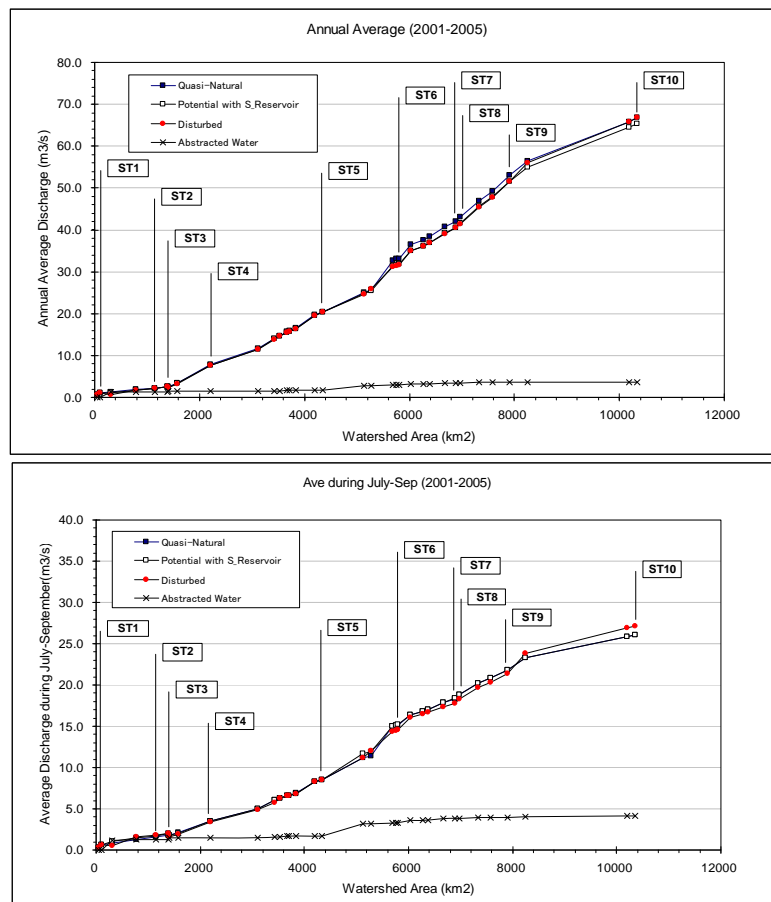 Annual Average (2001-2005)
80.0
70.0
60.0
50.0
40.0
30.0
20.0
10.0
0.0
Annual Average Discharge (m3/s)
Quasi-Natural
Potential with S_Reservoir
Disturbed
Abstracted Water
ST1
ST2
ST3
ST4
ST5
ST6
ST7
ST8
ST9
ST10
0 2000 4000 6000 8000 10000 12000
Watershed Area (km2)
Ave during July-Sep (2001-2005)
40.0
35.0
30.0
25.0
20.0
15.0
10.0
5.0
0.0
Average Discharge during July-September(m3/s)
Quasi-Natural
Potential with S_Reservoir
Disturbed
Abstracted Water
ST1
ST2
ST3
ST4
ST5
ST6
ST7
ST8
ST9
ST10
0 2000 4000 6000 8000 10000 12000
Watershed Area (km2)